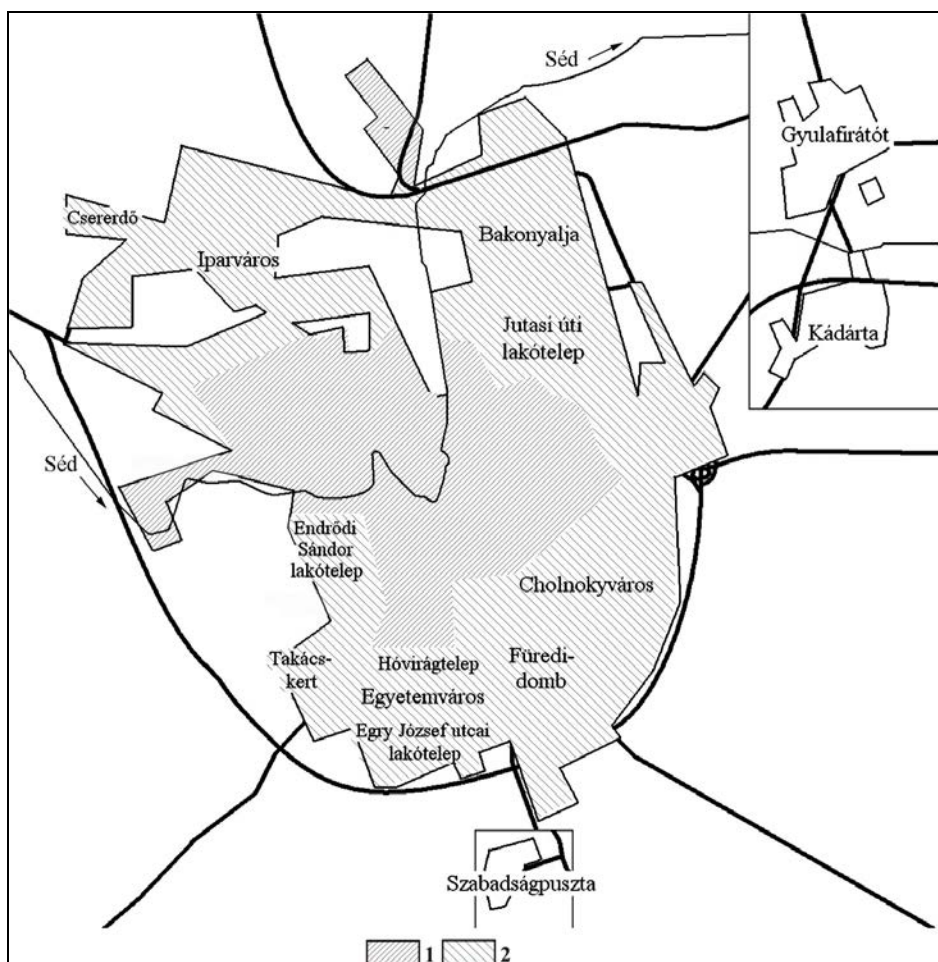 Séd
Gyulafirátót
Csererdő
Bakonyalja
Iparváros
Jutasi úti
lakótelep
Kádárta
Séd
Endrődi
Sándor
lakótelep
Cholnokyváros
Takács-
kert
Hóvirágtelep
Füredi-
domb
Egyetemváros
Egry József utcai
lakótelep
Szabadságpuszta
1 2